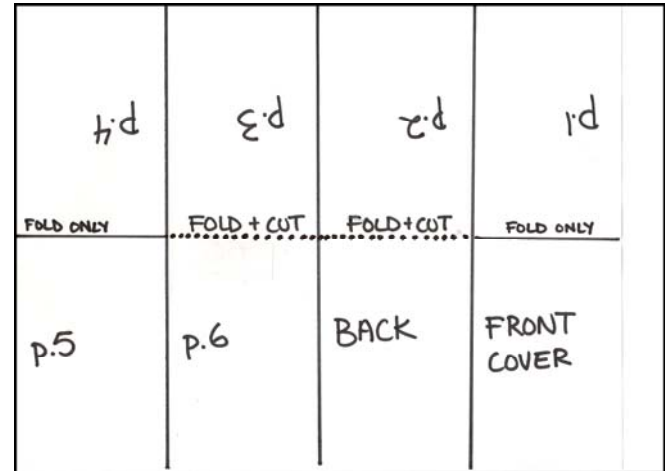 p.4
p.3
p.2
p.1
FOLD ONLY
FOLD + CUT
FOLD+CUT
FOLD ONLY
p.5
p.6
BACK
FRONT
COVER